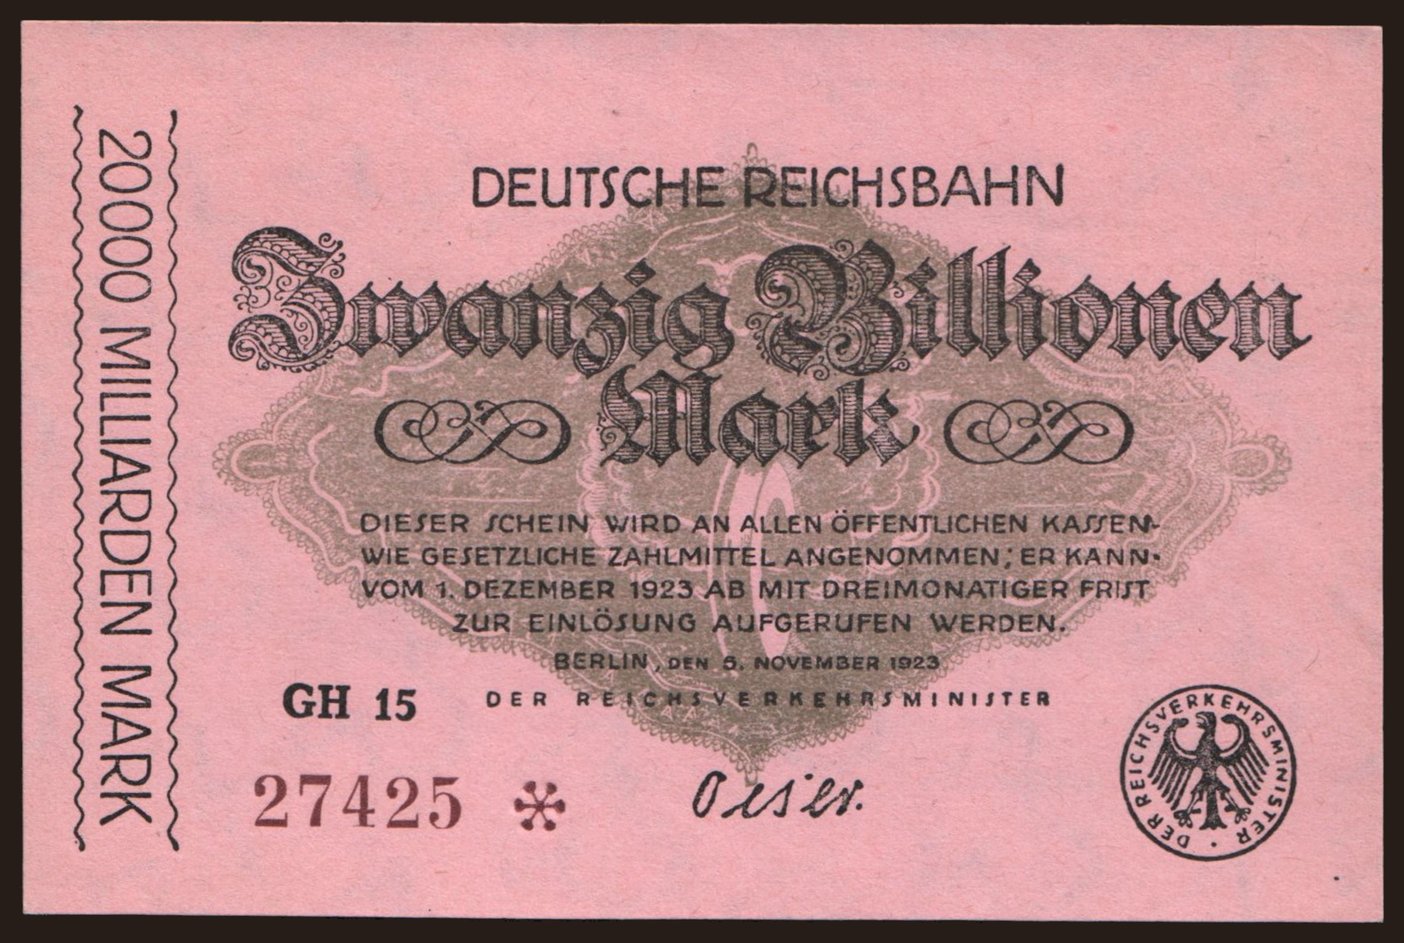 20000 MILLIARDEN MARK
DEUTSCHE REICHSBAHN
Zwanzig Billionen
Mark
DIESER SCHEIN WIRD AN ALLEN ÖFFENTLICHEN KASSEN
WIE GESETZLICHE ZAHLMITTEL ANGENOMMEN; ER KANN
VOM 1. DEZEMBER 1923 AB MIT DREIMONATIGER FRIST
ZUR EINLÖSUNG AUFGERUFEN WERDEN.
BERLIN, DEN 5. NOVEMBER 1923
DER REICHSVERKEHRSMINISTER
GH 15
27425 *
Oeser.
DER REICHSVERKEHRSMINISTER